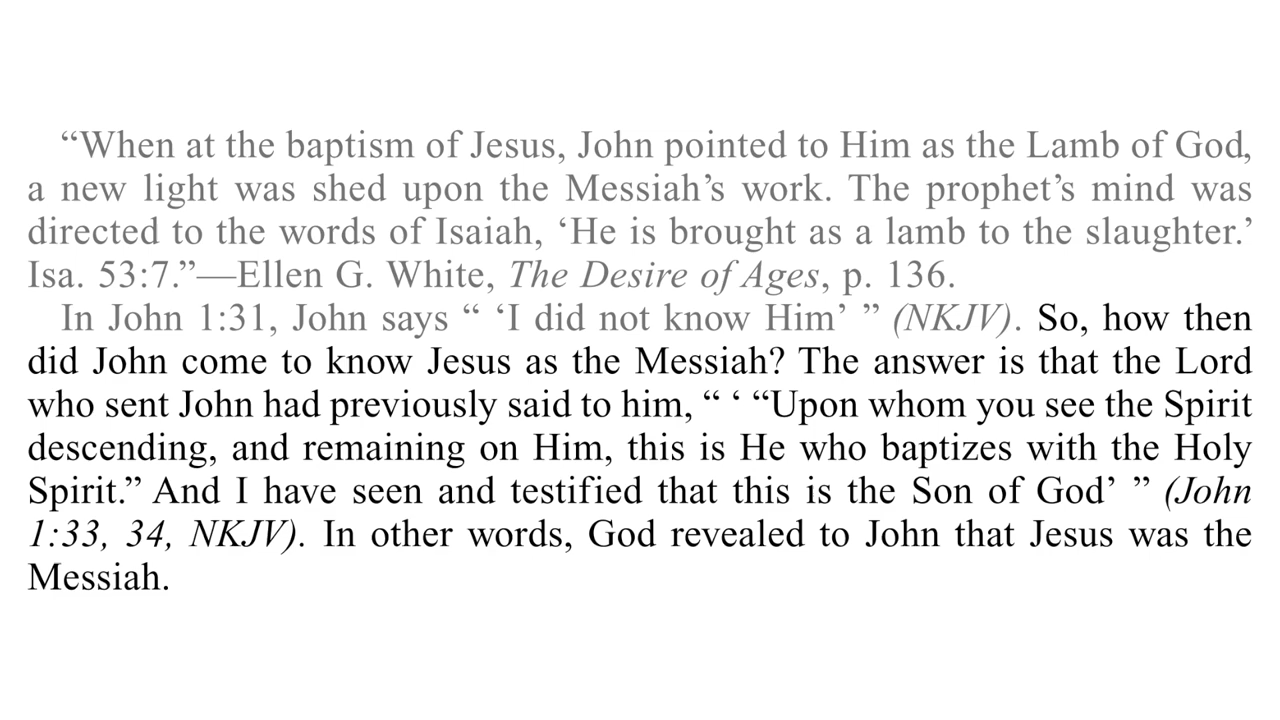 “When at the baptism of Jesus, John pointed to Him as the Lamb of God,
a new light was shed upon the Messiah’s work. The prophet’s mind was
directed to the words of Isaiah, ‘He is brought as a lamb to the slaughter.’
Isa. 53:7.”—Ellen G. White, The Desire of Ages, p. 136.
In John 1:31, John says “ ‘I did not know Him’ ” (NKJV). So, how then
did John come to know Jesus as the Messiah? The answer is that the Lord
who sent John had previously said to him, “ ‘ “Upon whom you see the Spirit
descending, and remaining on Him, this is He who baptizes with the Holy
Spirit.” And I have seen and testified that this is the Son of God’ ” (John
1:33, 34, NKJV). In other words, God revealed to John that Jesus was the
Messiah.